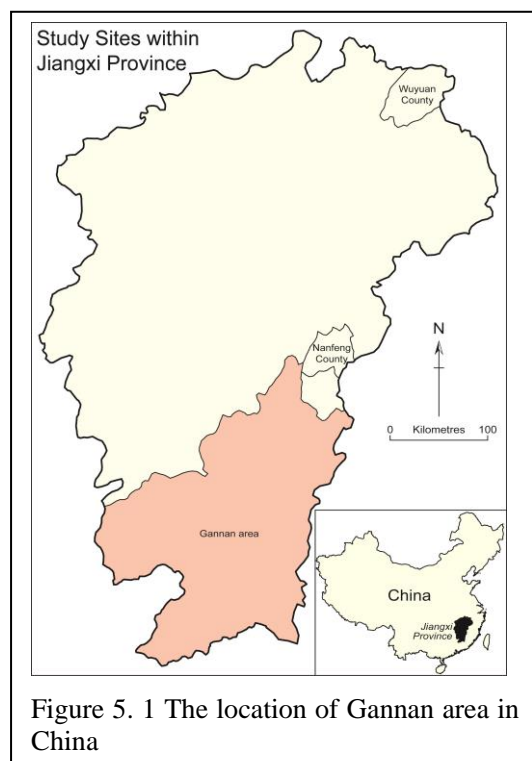 Study Sites within
Jiangxi Province
Wuyuan
County
Nanfeng
County
N
0 Kilometres 100
Gannan area
China
Jiangxi
Province
Figure 5. 1 The location of Gannan area in
China